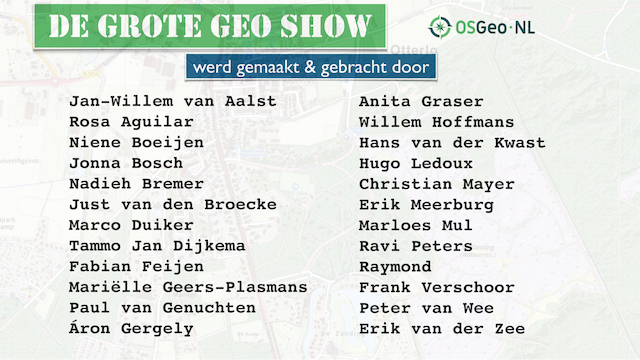 DE GROTE GEO SHOW
OSGeo·NL
werd gemaakt & gebracht door
Otterlo
Jan-Willem van Aalst
Rosa Aguilar
Niene Boeijen
Jonna Bosch
Nadieh Bremer
Just van den Broecke
Marco Duiker
Tammo Jan Dijkema
Fabian Feijen
Mariëlle Geers-Plasmans
Paul van Genuchten
Áron Gergely
Anita Graser
Willem Hoffmans
Hans van der Kwast
Hugo Ledoux
Christian Mayer
Erik Meerburg
Marloes Mul
Ravi Peters
Raymond
Frank Verschoor
Peter van Wee
Erik van der Zee